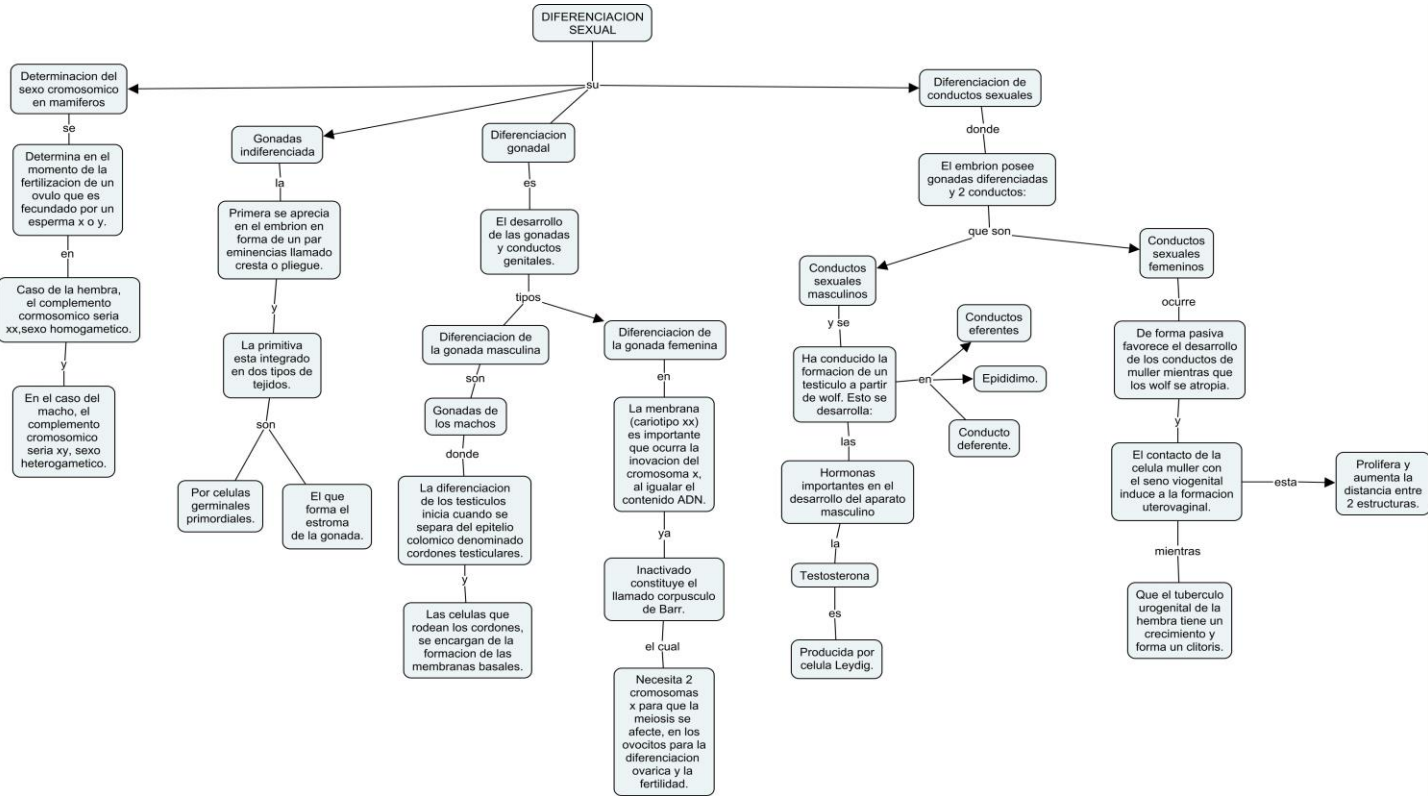 DIFERENCIACION
SEXUAL
su
Determinacion del
sexo cromosomico
en mamiferos
se
Determina en el
momento de la
fertilizacion de un
ovulo que es
fecundado por un
esperma x o y.
en
Caso de la hembra,
el complemento
cormosomico seria
xx,sexo homogametico.
y
En el caso del
macho, el
complemento
cromosomico
seria xy, sexo
heterogametico.
Gonadas
indiferenciada
la
Primera se aprecia
en el embrion en
forma de un par
eminencias llamado
cresta o pliegue.
y
La primitiva
esta integrado
en dos tipos de
tejidos.
son
Por celulas
germinales
primordiales.
El que
forma el
estroma
de la gonada.
Diferenciacion
gonadal
es
El desarrollo
de las gonadas
y conductos
genitales.
tipos
Diferenciacion de
la gonada masculina
son
Gonadas de
los machos
donde
La diferenciacion
de los testiculos
inicia cuando se
separa del epitelio
colomico denominado
cordones testiculares.
y
Las celulas que
rodean los cordones,
se encargan de la
formacion de las
membranas basales.
Diferenciacion de
la gonada femenina
en
La menbrana
(cariotipo xx)
es importante
que ocurra la
inovacion del
cromosoma x,
al igualar el
contenido ADN.
ya
Inactivado
constituye el
llamado corpusculo
de Barr.
el cual
Necesita 2
cromosomas
x para que la
meiosis se
afecte, en los
ovocitos para la
diferenciacion
ovarica y la
fertilidad.
Diferenciacion de
conductos sexuales
donde
El embrion posee
gonadas diferenciadas
y 2 conductos:
que son
Conductos
sexuales
masculinos
y se
Ha conducido la
formacion de un
testiculo a partir
de wolf. Esto se
desarrolla:
en
Conductos
eferentes
Epididimo.
Conducto
deferente.
las
Hormonas
importantes en el
desarrollo del aparato
masculino
la
Testosterona
es
Producida por
celula Leydig.
Conductos
sexuales
femeninos
ocurre
De forma pasiva
favorece el desarrollo
de los conductos de
muller mientras que
los wolf se atropia.
y
El contacto de la
celula muller con
el seno viogenital
induce a la formacion
uterovaginal.
esta
Prolifera y
aumenta la
distancia entre
2 estructuras.
mientras
Que el tuberculo
urogenital de la
hembra tiene un
crecimiento y
forma un clitoris.